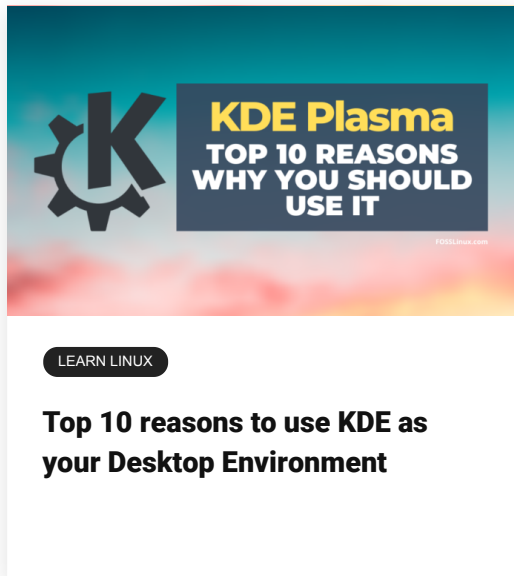 KDE Plasma
TOP 10 REASONS
WHY YOU SHOULD
USE IT
FOSSLinux.com
LEARN LINUX
Top 10 reasons to use KDE as
your Desktop Environment